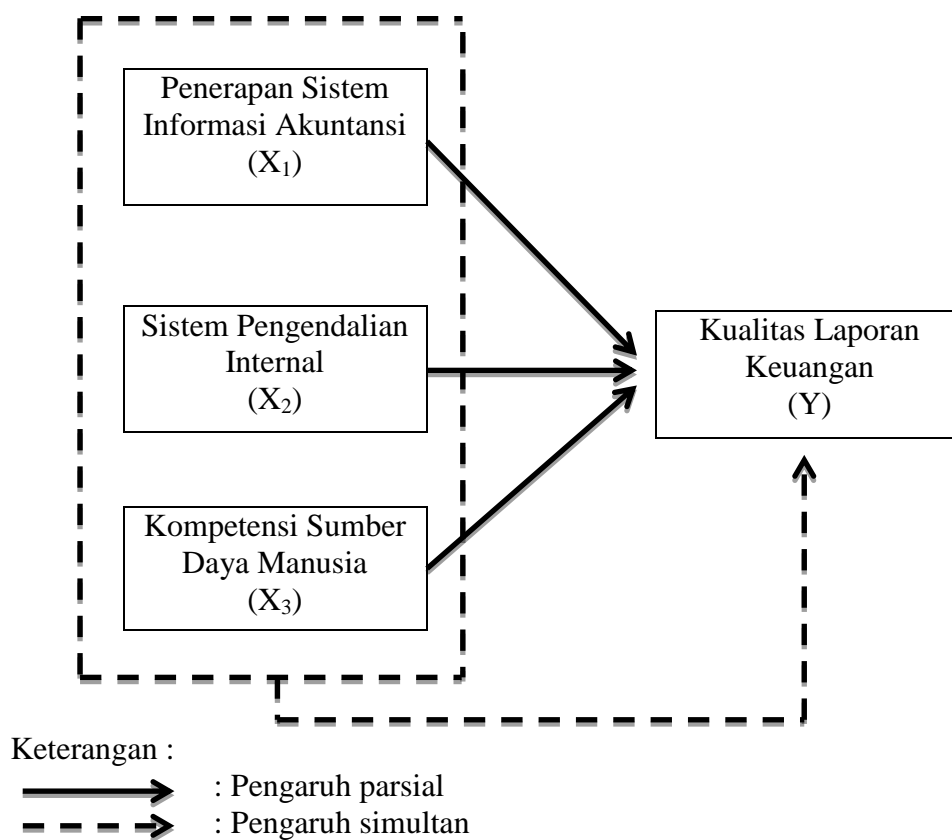 Penerapan Sistem
Informasi Akuntansi
(X₁)
Sistem Pengendalian
Internal
(X₂)
Kualitas Laporan
Keuangan
(Y)
Kompetensi Sumber
Daya Manusia
(X₃)
Keterangan :
: Pengaruh parsial
: Pengaruh simultan